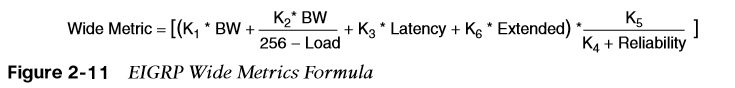 Wide Metric = [(K₁ * BW + K₂* BW / 256 – Load + K₃ * Latency + K₆ * Extended) * K₅ / K₄ + Reliability ]
Figure 2-11 EIGRP Wide Metrics Formula